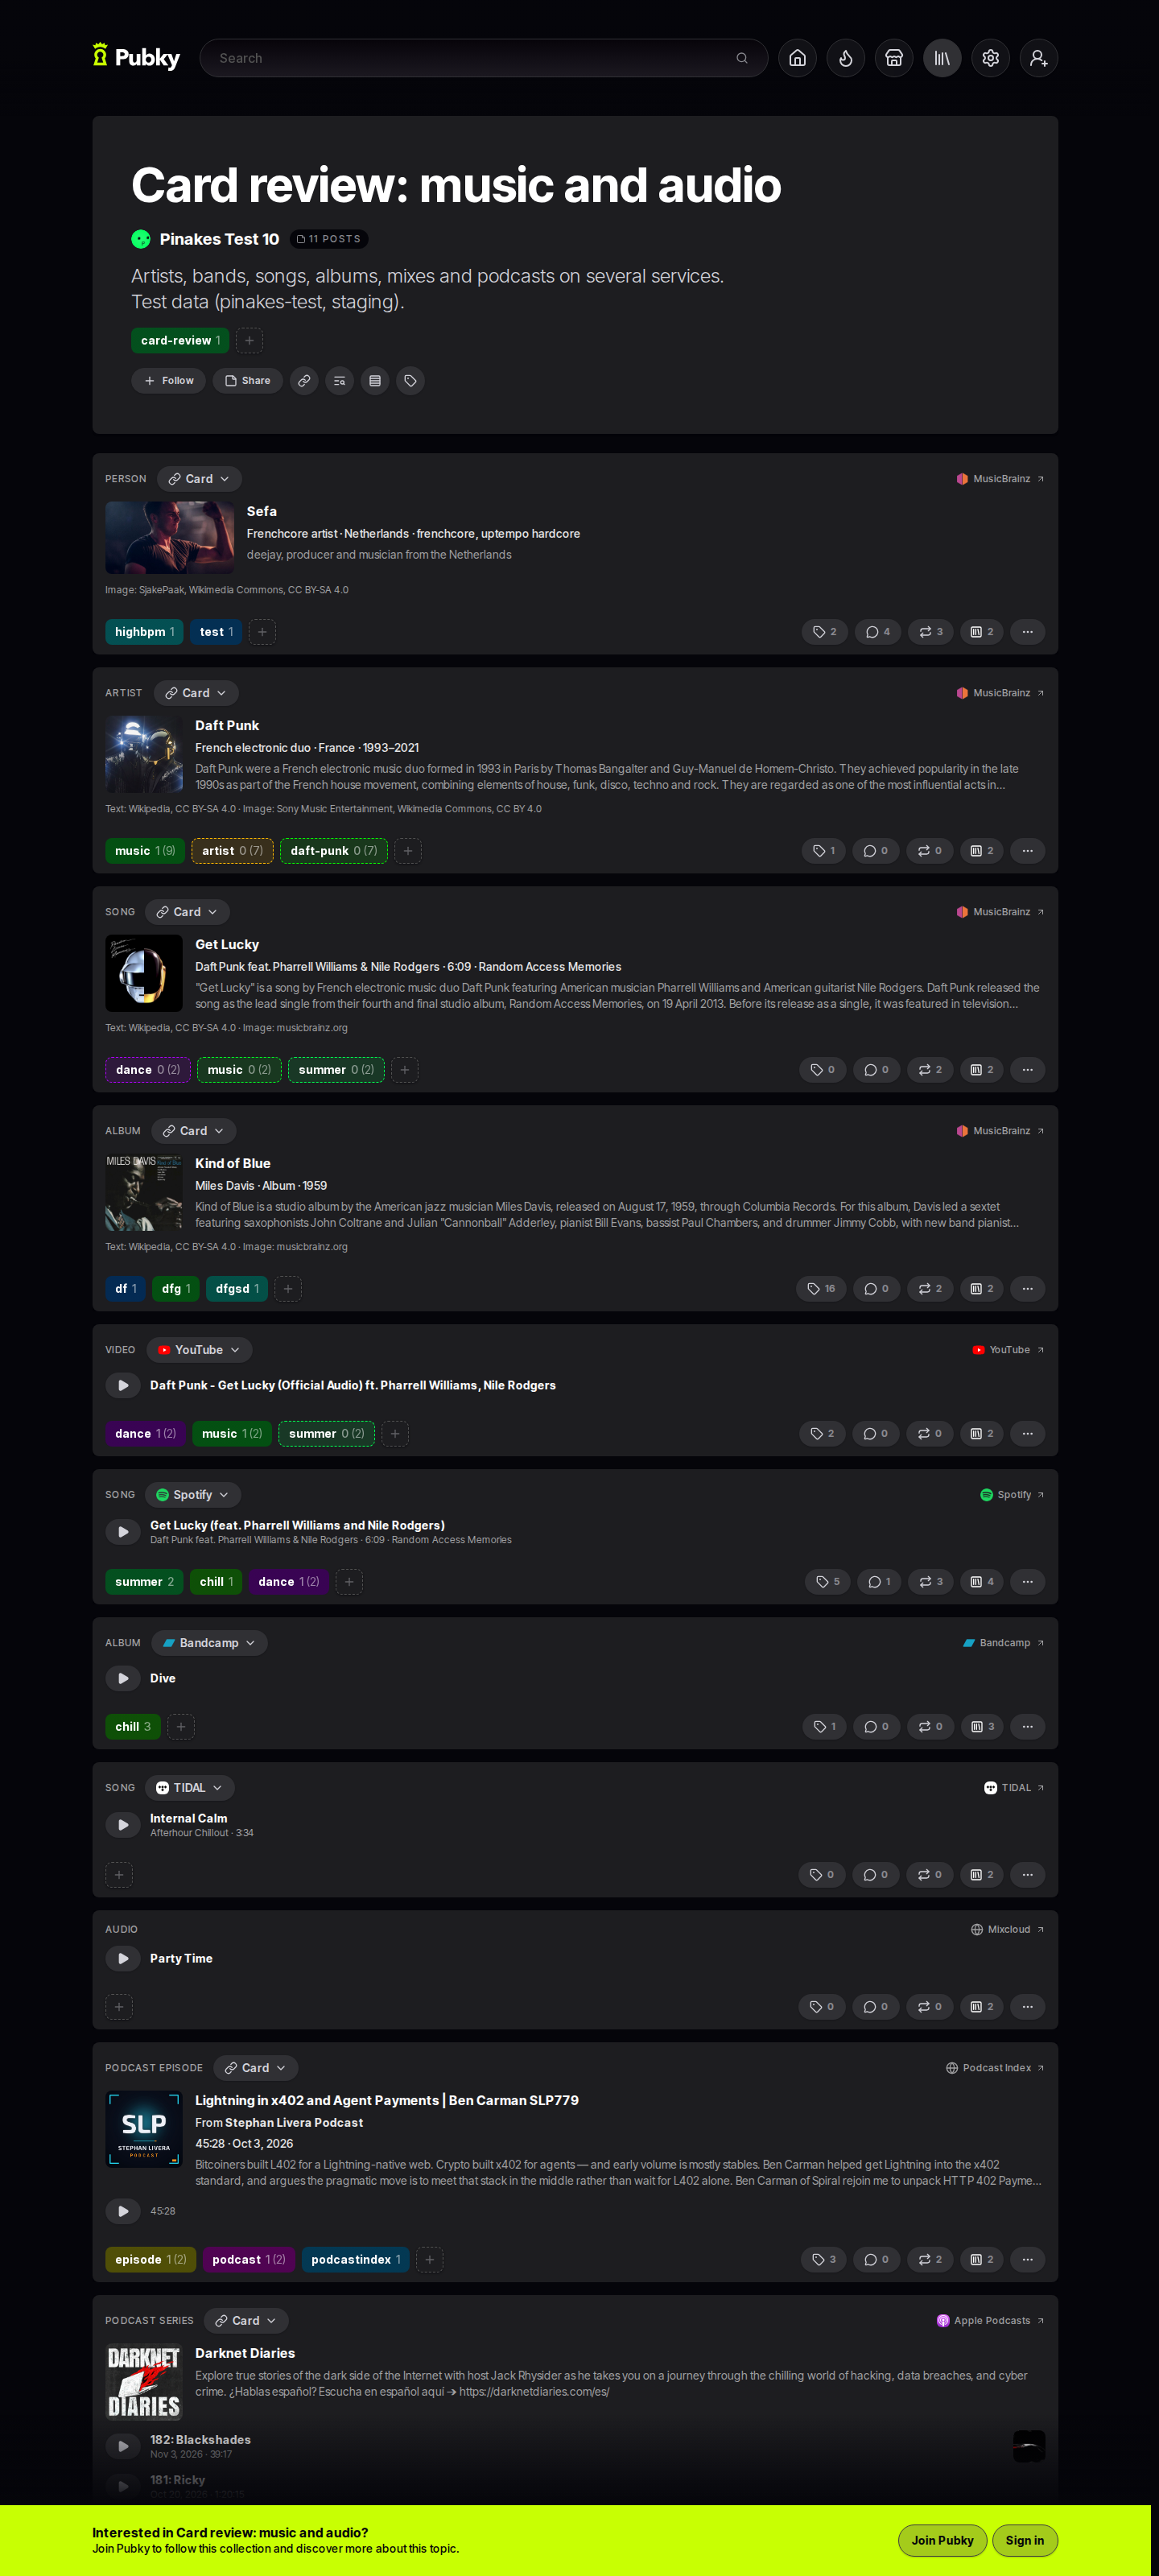 Pubky
Search
Card review: music and audio
Pinakes Test 10
11 POSTS
Artists, bands, songs, albums, mixes and podcasts on several services.
Test data (pinakes-test, staging).
card-review 1
Follow
Share
PERSON
Card
MusicBrainz
Sefa
Frenchcore artist · Netherlands · frenchcore, uptempo hardcore
deejay, producer and musician from the Netherlands
Image: SjakePaak, Wikimedia Commons, CC BY-SA 4.0
highbpm 1
test 1
2
4
3
2
ARTIST
Card
MusicBrainz
Daft Punk
French electronic duo · France · 1993–2021
Daft Punk were a French electronic music duo formed in 1993 in Paris by Thomas Bangalter and Guy-Manuel de Homem-Christo. They achieved popularity in the late
1990s as part of the French house movement, combining elements of house, funk, disco, techno and rock. They are regarded as one of the most influential acts in...
Text: Wikipedia, CC BY-SA 4.0 · Image: Sony Music Entertainment, Wikimedia Commons, CC BY 4.0
music 1 (9)
artist 0 (7)
daft-punk 0 (7)
1
0
0
2
SONG
Card
MusicBrainz
Get Lucky
Daft Punk feat. Pharrell Williams & Nile Rodgers · 6:09 · Random Access Memories
"Get Lucky" is a song by French electronic music duo Daft Punk featuring American musician Pharrell Williams and American guitarist Nile Rodgers. Daft Punk released the
song as the lead single from their fourth and final studio album, Random Access Memories, on 19 April 2013. Before its release as a single, it was featured in television...
Text: Wikipedia, CC BY-SA 4.0 · Image: musicbrainz.org
dance 0 (2)
music 0 (2)
summer 0 (2)
0
0
2
2
ALBUM
Card
MusicBrainz
MILES DAVIS
Kind of Blue
Kind of Blue
Miles Davis · Album · 1959
Kind of Blue is a studio album by the American jazz musician Miles Davis, released on August 17, 1959, through Columbia Records. For this album, Davis led a sextet
featuring saxophonists John Coltrane and Julian "Cannonball" Adderley, pianist Bill Evans, bassist Paul Chambers, and drummer Jimmy Cobb, with new band pianist...
Text: Wikipedia, CC BY-SA 4.0 · Image: musicbrainz.org
df 1
dfg 1
dfgsd 1
16
0
2
2
VIDEO
YouTube
YouTube
Daft Punk - Get Lucky (Official Audio) ft. Pharrell Williams, Nile Rodgers
dance 1 (2)
music 1 (2)
summer 0 (2)
2
0
0
2
SONG
Spotify
Spotify
Get Lucky (feat. Pharrell Williams and Nile Rodgers)
Daft Punk feat. Pharrell Williams & Nile Rodgers · 6:09 · Random Access Memories
summer 2
chill 1
dance 1 (2)
5
1
3
4
ALBUM
Bandcamp
Bandcamp
Dive
chill 3
1
0
0
3
SONG
TIDAL
TIDAL
Internal Calm
Afterhour Chillout · 3:34
0
0
0
2
AUDIO
Mixcloud
Party Time
0
0
0
2
PODCAST EPISODE
Card
Podcast Index
SLP
STEPHAN LIVERA
PODCAST
Lightning in x402 and Agent Payments | Ben Carman SLP779
From Stephan Livera Podcast
45:28 · Oct 3, 2026
Bitcoiners built L402 for a Lightning-native web. Crypto built x402 for agents — and early volume is mostly stables. Ben Carman helped get Lightning into the x402
standard, and argues the pragmatic move is to meet that stack in the middle rather than wait for L402 alone. Ben Carman of Spiral rejoin me to unpack HTTP 402 Payme...
45:28
episode 1 (2)
podcast 1 (2)
podcastindex 1
3
0
2
2
PODCAST SERIES
Card
Apple Podcasts
DARKNET
DIARIES
Darknet Diaries
Explore true stories of the dark side of the Internet with host Jack Rhysider as he takes you on a journey through the chilling world of hacking, data breaches, and cyber
crime. ¿Hablas español? Escucha en español aquí ➔ https://darknetdiaries.com/es/
182: Blackshades
Nov 3, 2026 · 39:17
181: Ricky
Interested in Card review: music and audio?
Join Pubky to follow this collection and discover more about this topic.
Join Pubky
Sign in